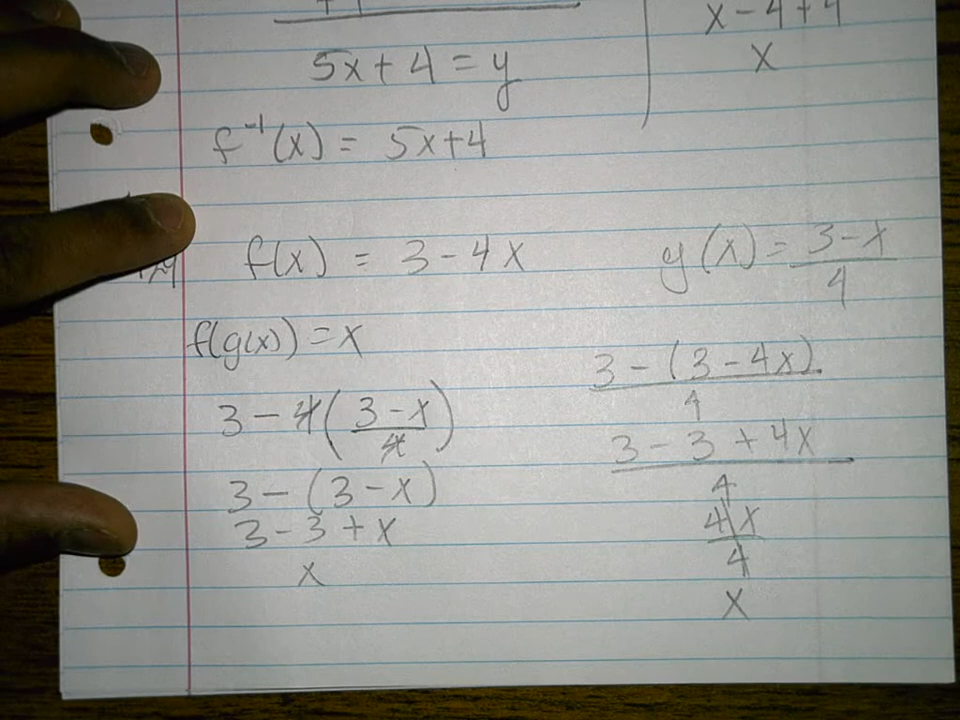 x-4+4
5x+4=y
x
f⁻¹(x) = 5x+4
f(x) = 3-4x
y(x) = 3-x
4
f(g(x)) = x
3-(3-4x)
4
3-4(3-x)
4
3-3+4x
4
3-(3-x)
4x
4
3-3+x
x
x